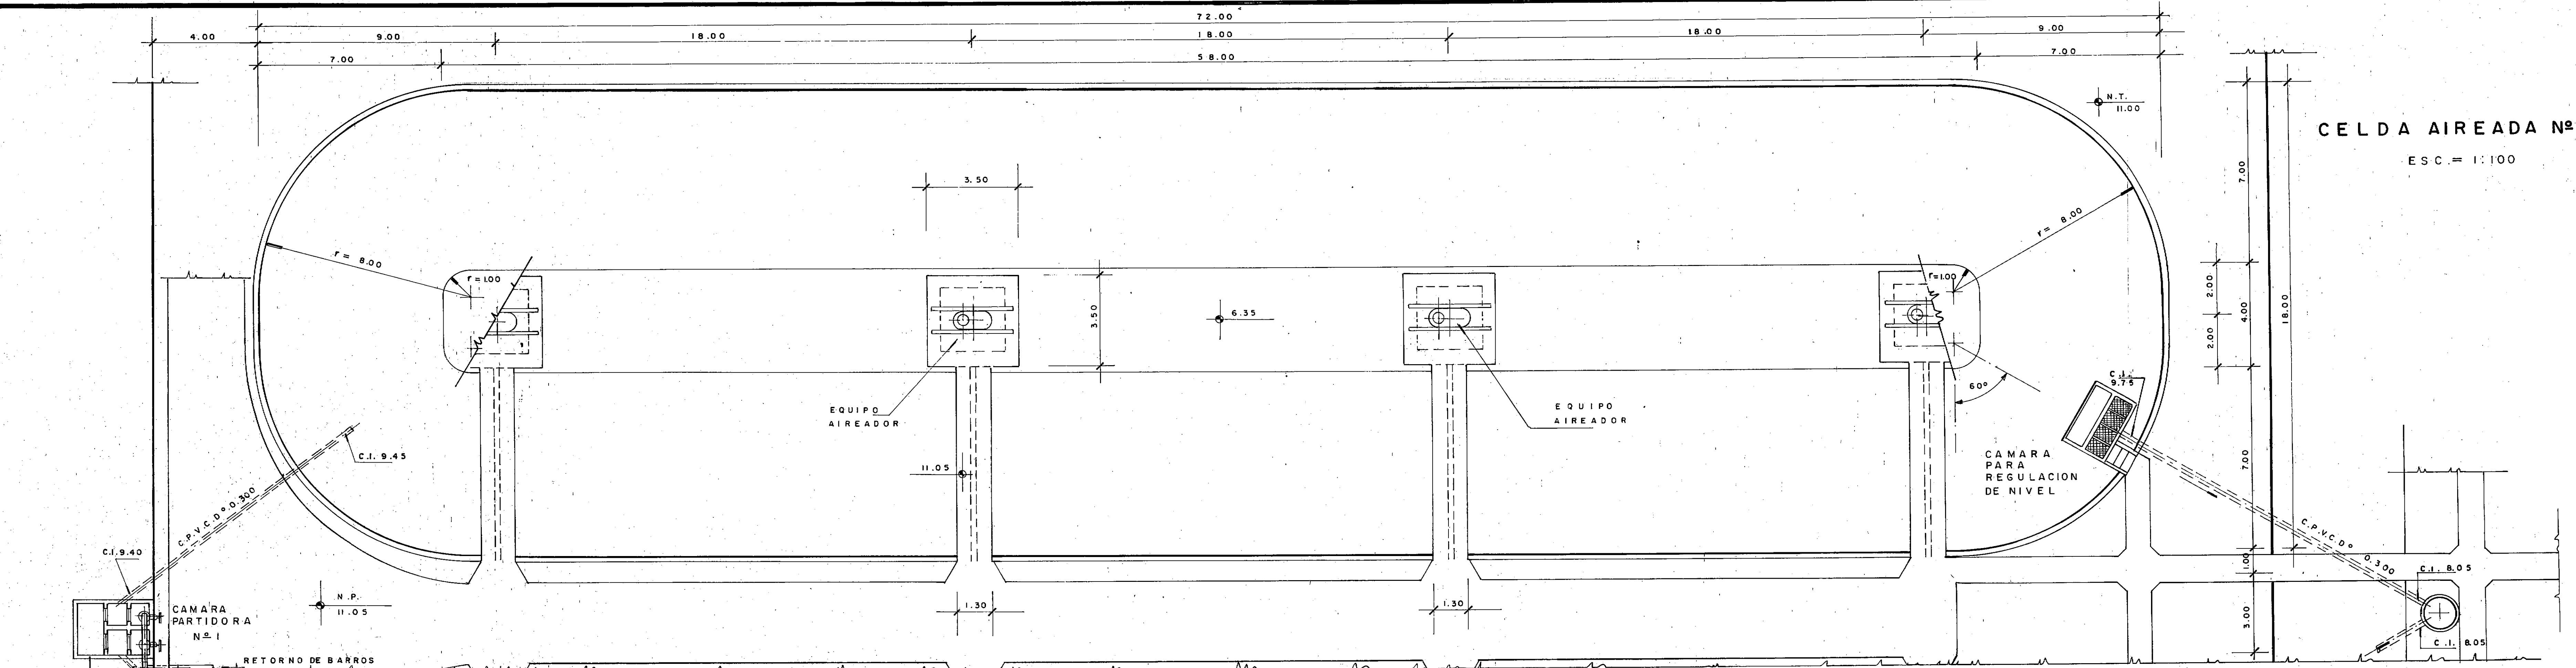 72.00
4.00
9.00
18.00
18.00
18.00
9.00
7.00
58.00
7.00
N.T.
11.00
CELDA AIREADA Nº
ESC.= 1:100
7.00
3.50
r = 8.00
r = 8.00
r = 1.00
r = 1.00
3.50
6.35
2.00
4.00
18.00
2.00
60º
C.I.
9.75
EQUIPO
AIREADOR
EQUIPO
AIREADOR
C.I. 9.45
11.05
CAMARA
PARA
REGULACION
DE NIVEL
7.00
C.P.V.C.Dº 0.300
C.P.V.C.Dº 0.300
C.I. 9.40
1.00
C.I. 8.05
N.P.
11.05
CAMARA
PARTIDORA
Nº 1
1.30
1.30
3.00
C.I. 8.05
RETORNO DE BARROS